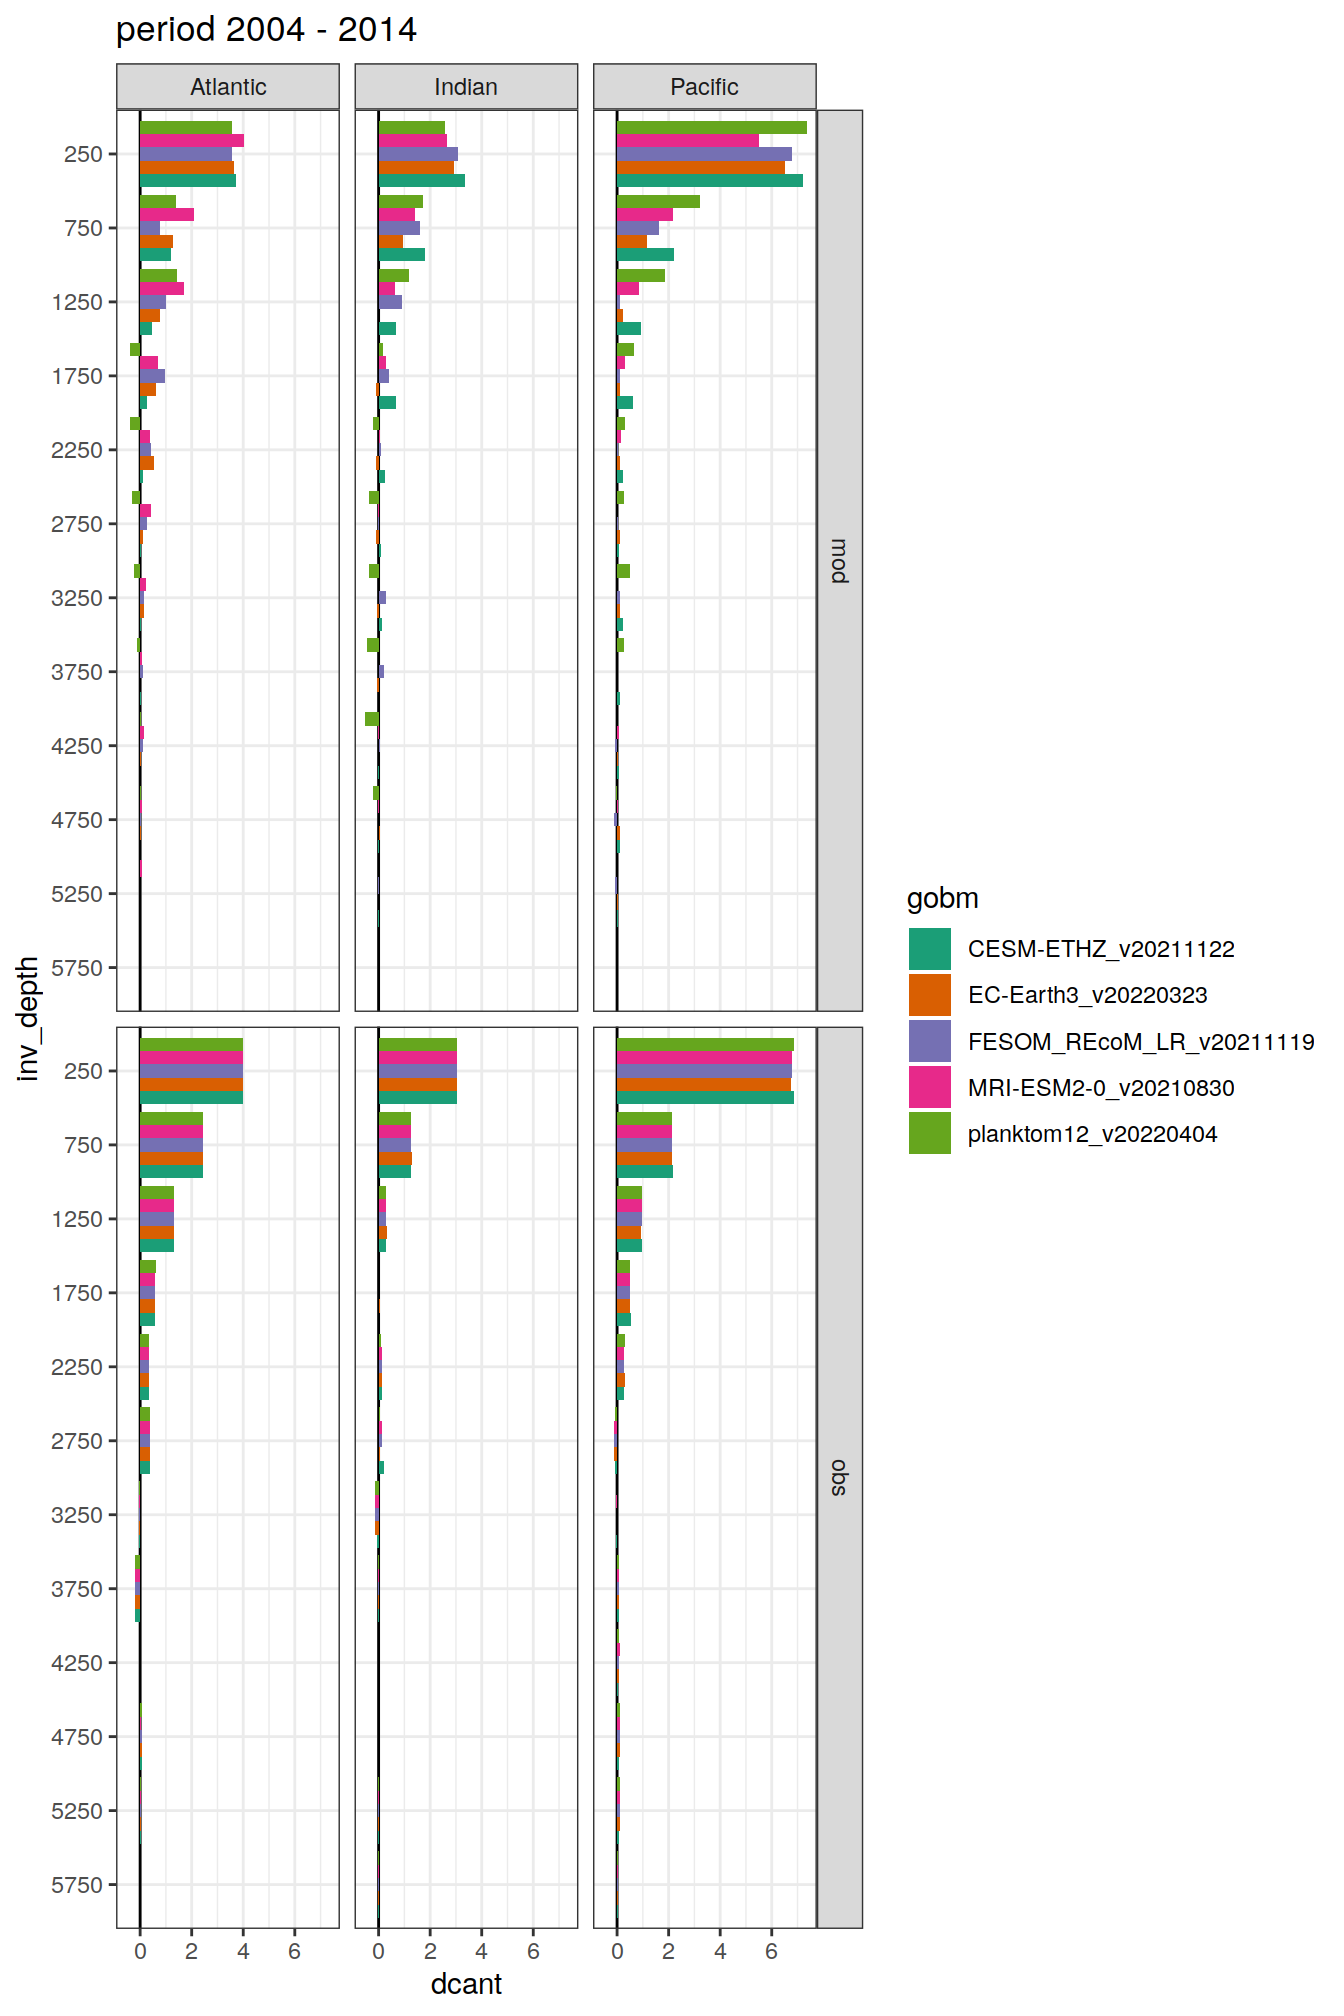 period 2004 - 2014
Atlantic Indian Pacific
250
750
1250
1750
2250
2750
3250
3750
4250
4750
5250
5750
mod
inv_depth
250
750
1250
1750
2250
2750
3250
3750
4250
4750
5250
5750
obs
0 2 4 6 0 2 4 6 0 2 4 6
dcant
gobm
CESM-ETHZ_v20211122
EC-Earth3_v20220323
FESOM_REcoM_LR_v20211119
MRI-ESM2-0_v20210830
planktom12_v20220404